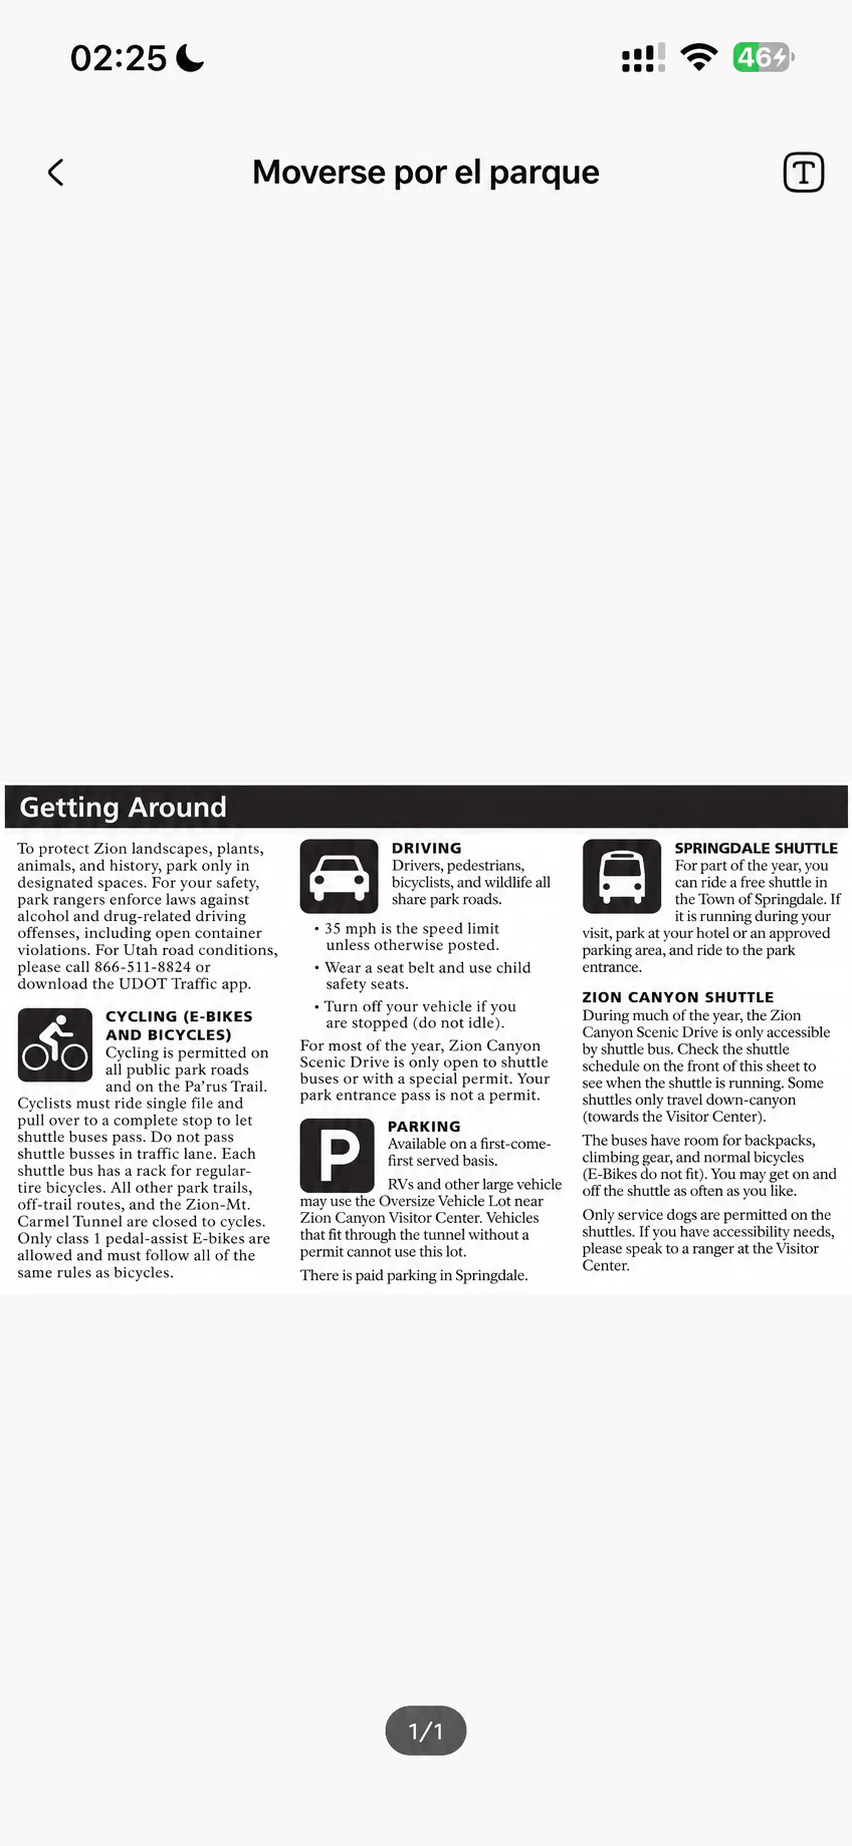 02:25
46
Moverse por el parque
T
Getting Around
To protect Zion landscapes, plants,
animals, and history, park only in
designated spaces. For your safety,
park rangers enforce laws against
alcohol and drug-related driving
offenses, including open container
violations. For Utah road conditions,
please call 866-511-8824 or
download the UDOT Traffic app.
CYCLING (E-BIKES
AND BICYCLES)
Cycling is permitted on
all public park roads
and on the Pa'rus Trail.
Cyclists must ride single file and
pull over to a complete stop to let
shuttle buses pass. Do not pass
shuttle busses in traffic lane. Each
shuttle bus has a rack for regular-
tire bicycles. All other park trails,
off-trail routes, and the Zion-Mt.
Carmel Tunnel are closed to cycles.
Only class 1 pedal-assist E-bikes are
allowed and must follow all of the
same rules as bicycles.
DRIVING
Drivers, pedestrians,
bicyclists, and wildlife all
share park roads.
• 35 mph is the speed limit
unless otherwise posted.
• Wear a seat belt and use child
safety seats.
• Turn off your vehicle if you
are stopped (do not idle).
For most of the year, Zion Canyon
Scenic Drive is only open to shuttle
buses or with a special permit. Your
park entrance pass is not a permit.
P
PARKING
Available on a first-come-
first served basis.
RVs and other large vehicle
may use the Oversize Vehicle Lot near
Zion Canyon Visitor Center. Vehicles
that fit through the tunnel without a
permit cannot use this lot.
There is paid parking in Springdale.
SPRINGDALE SHUTTLE
For part of the year, you
can ride a free shuttle in
the Town of Springdale. If
it is running during your
visit, park at your hotel or an approved
parking area, and ride to the park
entrance.
ZION CANYON SHUTTLE
During much of the year, the Zion
Canyon Scenic Drive is only accessible
by shuttle bus. Check the shuttle
schedule on the front of this sheet to
see when the shuttle is running. Some
shuttles only travel down-canyon
(towards the Visitor Center).
The buses have room for backpacks,
climbing gear, and normal bicycles
(E-Bikes do not fit). You may get on and
off the shuttle as often as you like.
Only service dogs are permitted on the
shuttles. If you have accessibility needs,
please speak to a ranger at the Visitor
Center.
1/1